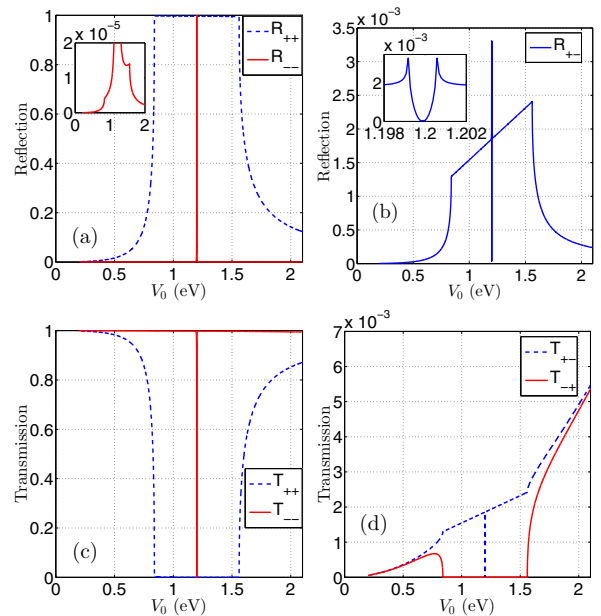 R++
R−−
2 x 10^-5
1
0
0 1 2
1
0.8
0.6
0.4
0.2
0
Reflection
(a)
0 0.5 1 1.5 2
V0 (eV)
x 10^-3
R+−
4
3.5
3
2.5
2
1.5
1
0.5
0
Reflection
x 10^-3
2
0
1.198 1.2 1.202
(b)
0 0.5 1 1.5 2
V0 (eV)
1
0.8
0.6
0.4
0.2
0
Transmission
T++
T−−
(c)
0 0.5 1 1.5 2
V0 (eV)
x 10^-3
T+−
T−+
7
6
5
4
3
2
1
0
Transmission
(d)
0 0.5 1 1.5 2
V0 (eV)